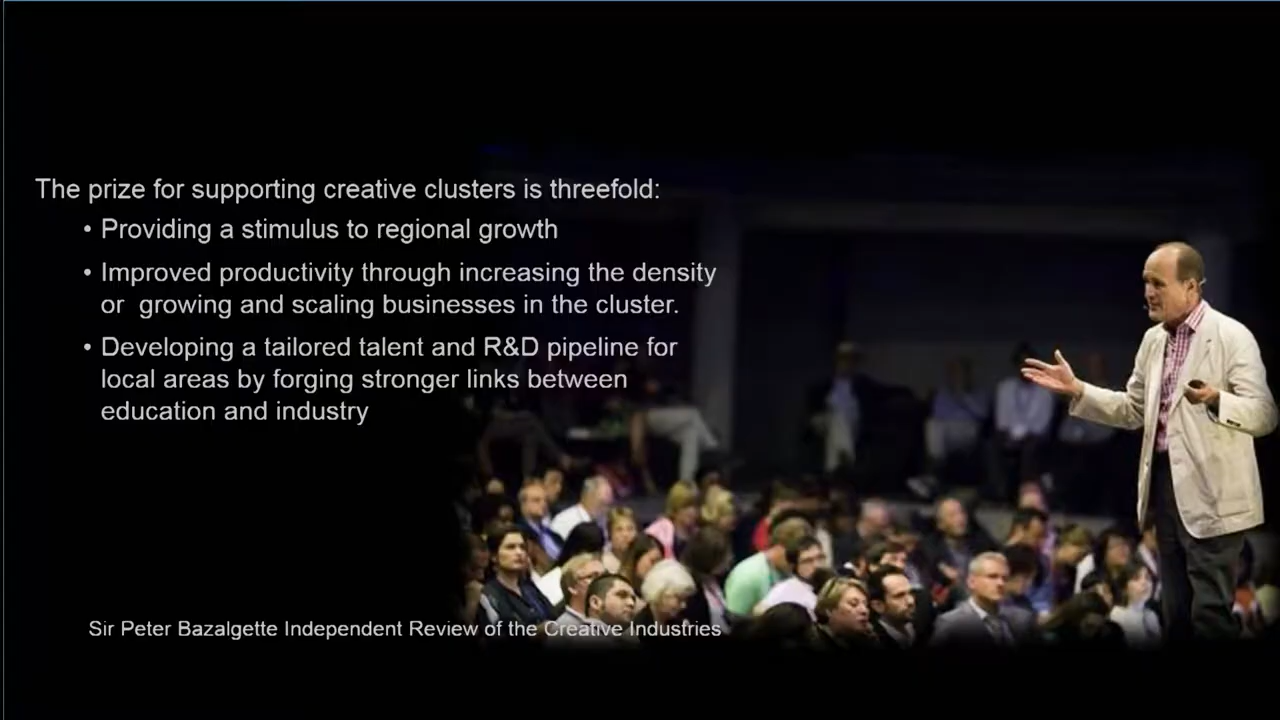 The prize for supporting creative clusters is threefold:
• Providing a stimulus to regional growth
• Improved productivity through increasing the density
or  growing and scaling businesses in the cluster.
• Developing a tailored talent and R&D pipeline for
local areas by forging stronger links between
education and industry
Sir Peter Bazalgette Independent Review of the Creative Industries